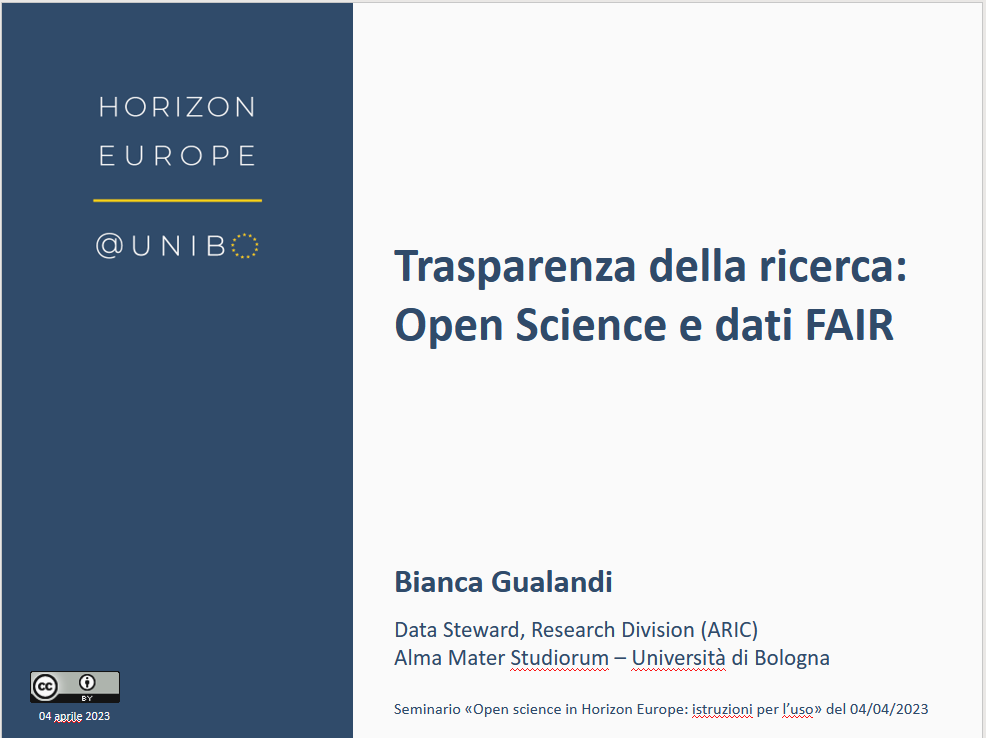 HORIZON
EUROPE
@UNIBO
Trasparenza della ricerca:
Open Science e dati FAIR
Bianca Gualandi
Data Steward, Research Division (ARIC)
Alma Mater Studiorum – Università di Bologna
Seminario «Open science in Horizon Europe: istruzioni per l’uso» del 04/04/2023
CC BY
04 aprile 2023